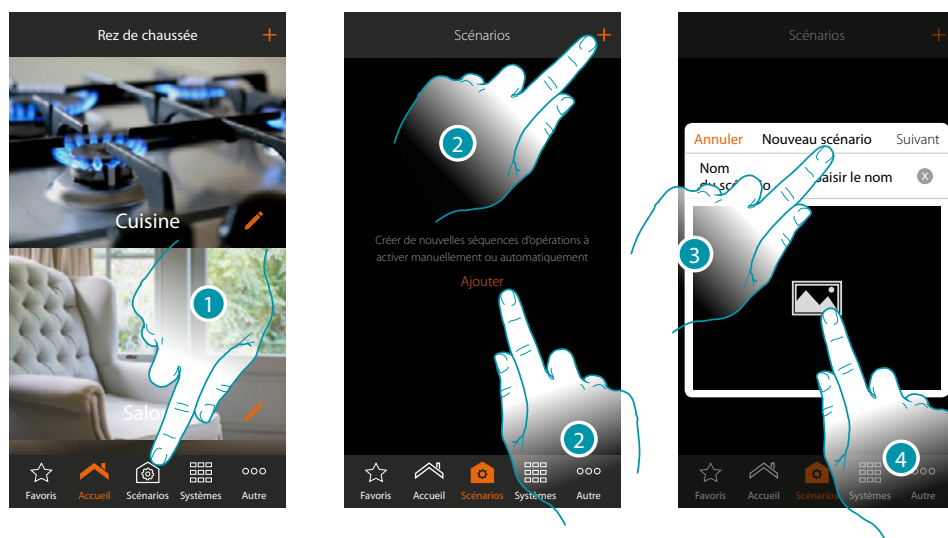 Rez de chaussée +
Cuisine
1
Favoris Accueil Scénarios Systèmes Autre
Scénarios +
2
Créer de nouvelles séquences d'opérations à
activer manuellement ou automatiquement
Ajouter
2
Favoris Accueil Scénarios Systèmes Autre
Scénarios +
Annuler Nouveau scénario Suivant
Nom aisir le nom X
3
4
Favoris Accueil Scénarios Systèmes Autre